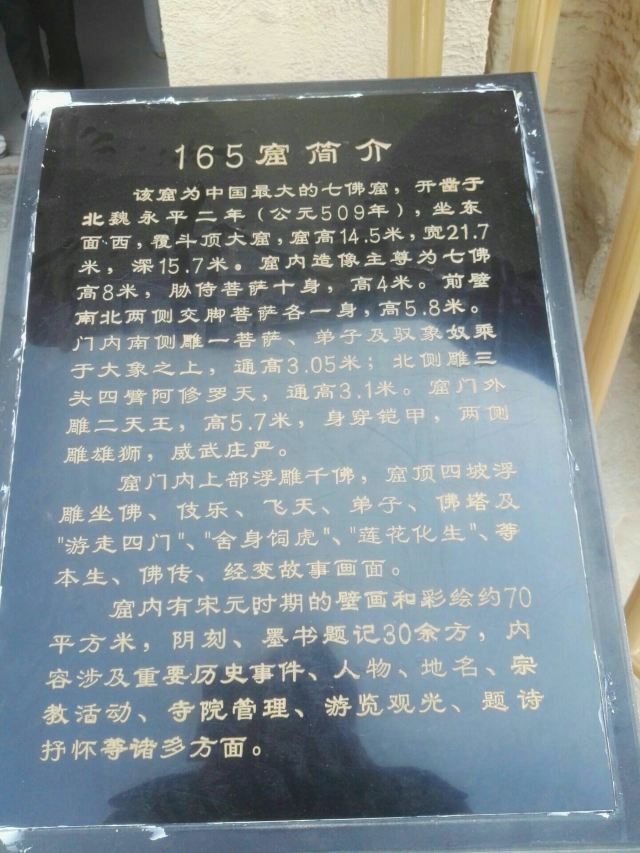 165窟简介
该窟为中国最大的七佛窟，开凿于
北魏永平二年（公元509年），坐东
面西，覆斗顶大窟，窟高14.5米，宽21.7
米，深15.7米。窟内造像主尊为七佛
高8米，胁侍菩萨十身，高4米。前壁
南北两侧交脚菩萨各一身，高5.8米。
门内南侧雕一菩萨、弟子及驭象奴乘
于大象之上，通高3.05米；北侧雕三
头四臂阿修罗天，通高3.1米。窟门外
雕二天王，高5.7米，身穿铠甲，两侧
雕雄狮，威武庄严。
窟门内上部浮雕千佛，窟顶四坡浮
雕坐佛、伎乐、飞天、弟子、佛塔及
"游走四门"、"舍身饲虎"、"莲花化生"、等
本生、佛传、经变故事画面。
窟内有宋元时期的壁画和彩绘约70
平方米，阴刻、墨书题记30余方，内
容涉及重要历史事件、人物、地名、宗
教活动、寺院管理、游览观光、题诗
抒怀等诸多方面。